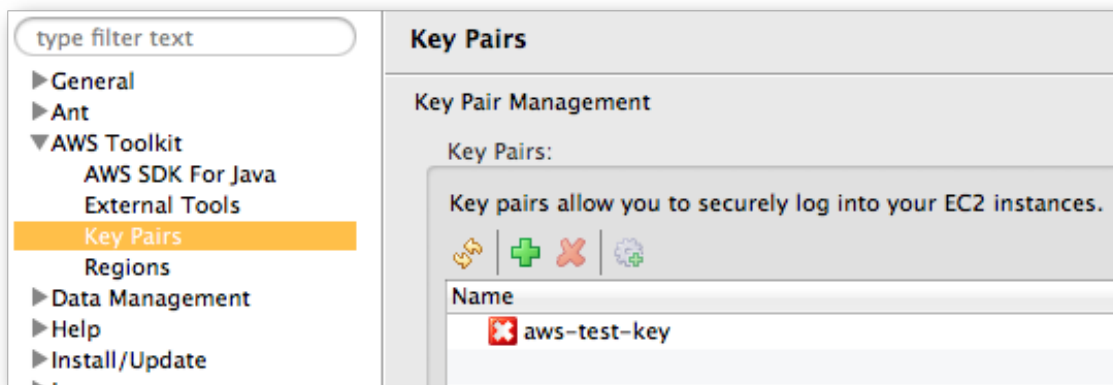 type filter text
General
Ant
AWS Toolkit
AWS SDK For Java
External Tools
Key Pairs
Regions
Data Management
Help
Install/Update
Key Pairs
Key Pair Management
Key Pairs:
Key pairs allow you to securely log into your EC2 instances.
Name
aws-test-key